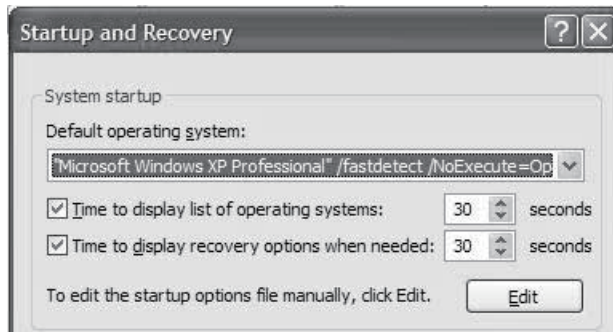 Startup and Recovery
System startup
Default operating system:
"Microsoft Windows XP Professional" /fastdetect /NoExecute=Op
Time to display list of operating systems: 30 seconds
Time to display recovery options when needed: 30 seconds
To edit the startup options file manually, click Edit. Edit